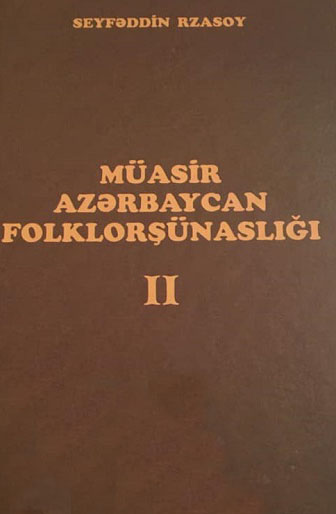 SEYFƏDDİN RZASOY
MÜASİR
AZƏRBAYCAN
FOLKLORŞÜNASLIĞI
II